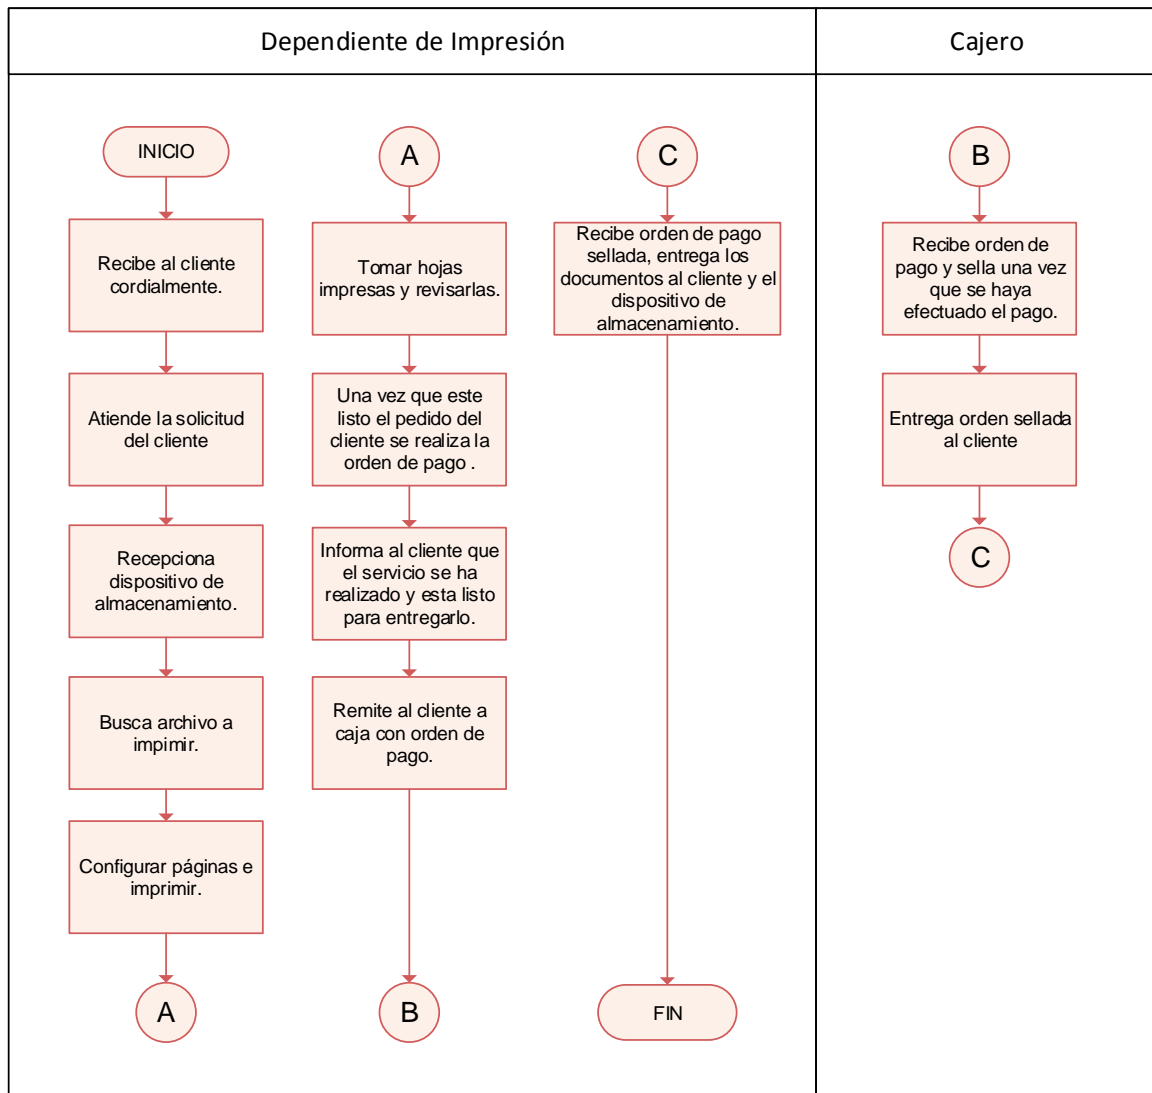 Dependiente de Impresión
Cajero
INICIO
Recibe al cliente
cordialmente.
Atiende la solicitud
del cliente
Recepciona
dispositivo de
almacenamiento.
Busca archivo a
impimir.
Configurar páginas e
imprimir.
A
A
Tomar hojas
impresas y revisarlas.
Una vez que este
listo el pedido del
cliente se realiza la
orden de pago .
Informa al cliente que
el servicio se ha
realizado y esta listo
para entregarlo.
Remite al cliente a
caja con orden de
pago.
B
C
Recibe orden de pago
sellada, entrega los
documentos al cliente y el
dispositivo de
almacenamiento.
FIN
B
Recibe orden de
pago y sella una vez
que se haya
efectuado el pago.
Entrega orden sellada
al cliente
C